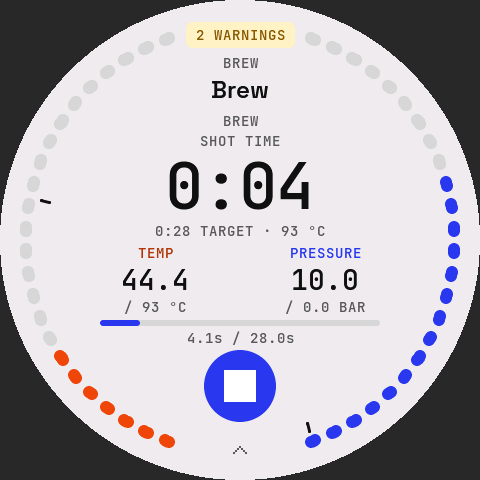 2 WARNINGS
BREW
Brew
BREW
SHOT TIME
0:04
0:28 TARGET · 93 °C
TEMP PRESSURE
44.4 10.0
/ 93 °C / 0.0 BAR
4.1s / 28.0s